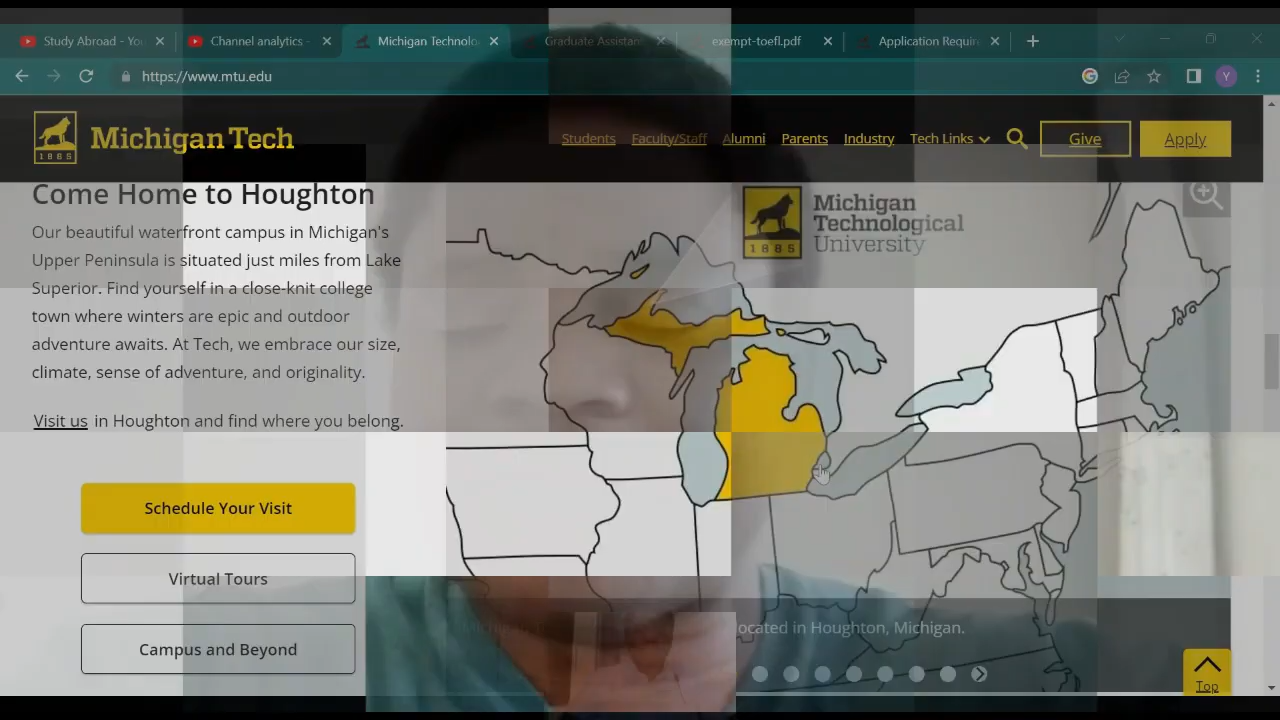 Study Abroad - You
Channel analytics -
Michigan Technolo
Graduate Assistan
exempt-toefl.pdf
Application Requir
https://www.mtu.edu
Y
1885
Michigan Tech
Students
Faculty/Staff
Alumni
Parents
Industry
Tech Links
Give
Apply
Come Home to Houghton
Our beautiful waterfront campus in Michigan's
Upper Peninsula is situated just miles from Lake
Superior. Find yourself in a close-knit college
town where winters are epic and outdoor
adventure awaits. At Tech, we embrace our size,
climate, sense of adventure, and originality.
Visit us in Houghton and find where you belong.
Schedule Your Visit
Virtual Tours
Campus and Beyond
1885
Michigan
Technological
University
located in Houghton, Michigan.
Top